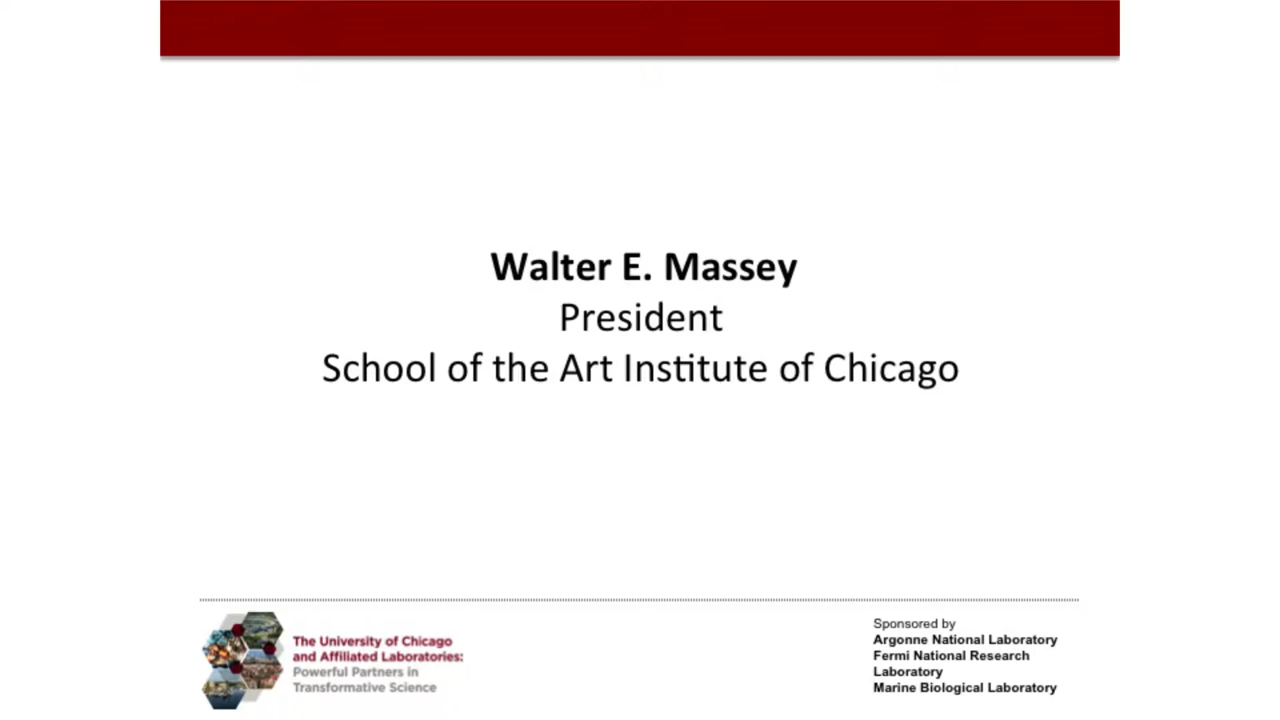 Walter E. Massey
President
School of the Art Institute of Chicago
The University of Chicago
and Affiliated Laboratories:
Powerful Partners in
Transformative Science
Sponsored by
Argonne National Laboratory
Fermi National Research
Laboratory
Marine Biological Laboratory